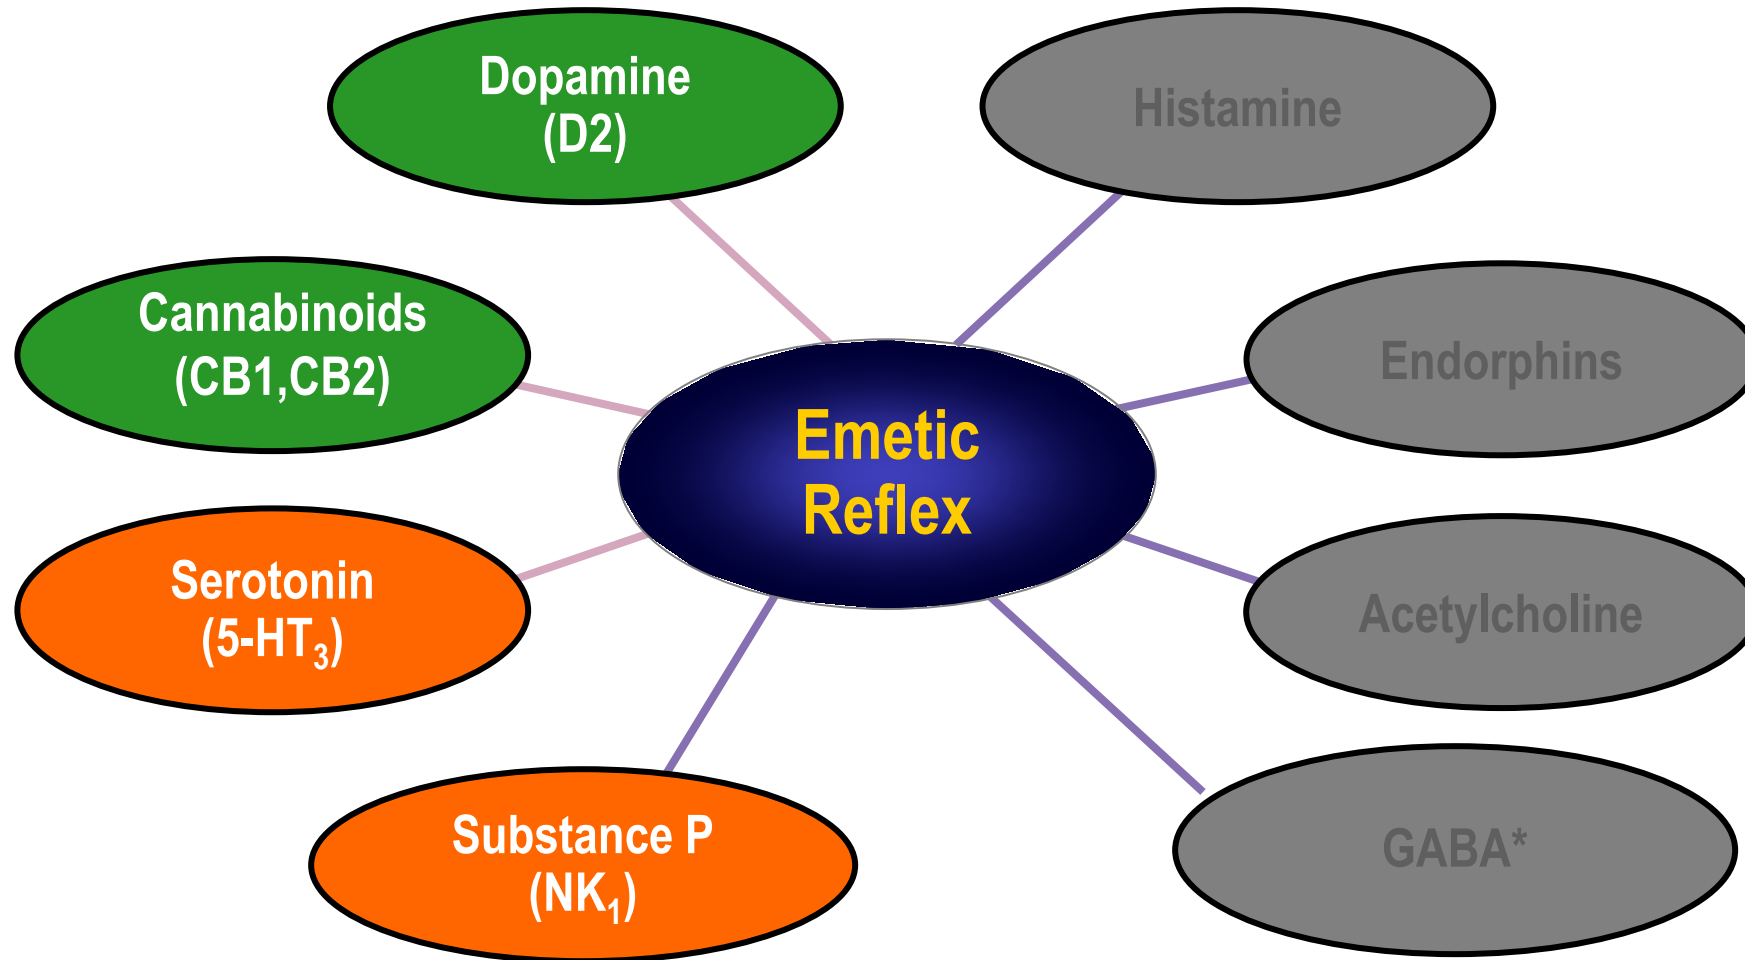 Dopamine
(D2)
Histamine
Cannabinoids
(CB1,CB2)
Endorphins
Emetic
Reflex
Serotonin
(5-HT₃)
Acetylcholine
Substance P
(NK₁)
GABA*